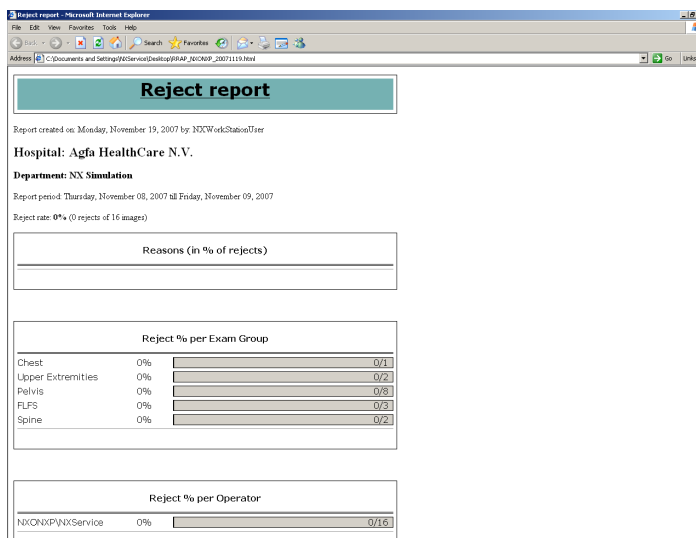 Reject report - Microsoft Internet Explorer
File Edit View Favorites Tools Help
Back Search Favorites
Address C:\Documents and Settings\NXService\Desktop\RRAP_NXONXP_20071119.html Go Links
Reject report
Report created on: Monday, November 19, 2007 by: NXWorkStationUser
Hospital: Agfa HealthCare N.V.
Department: NX Simulation
Report period: Thursday, November 08, 2007 till Friday, November 09, 2007
Reject rate: 0% (0 rejects of 16 images)
Reasons (in % of rejects)
Reject % per Exam Group
Chest 0% 0/1
Upper Extremities 0% 0/2
Pelvis 0% 0/8
FLFS 0% 0/3
Spine 0% 0/2
Reject % per Operator
NXONXP\NXService 0% 0/16